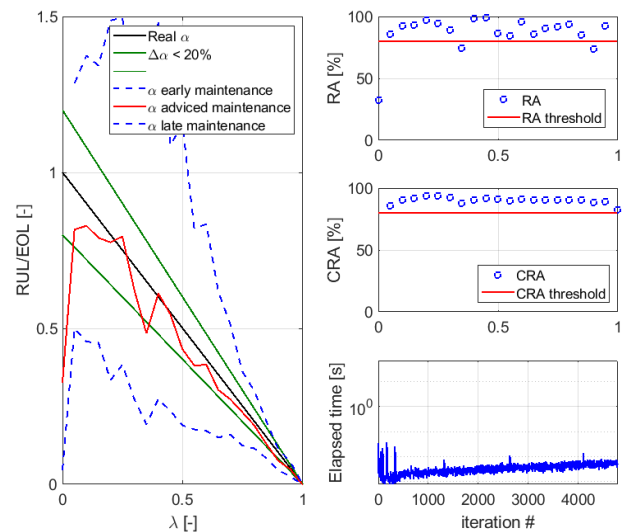 1.5
1
0.5
0
RUL/EOL [-]
0
0.5
1
λ [-]
Real α
Δα < 20%
α early maintenance
α adviced maintenance
α late maintenance
100
50
0
RA [%]
0
0.5
1
RA
RA threshold
100
50
0
CRA [%]
0
0.5
1
CRA
CRA threshold
Elapsed time [s]
10⁰
0
1000
2000
3000
4000
iteration #